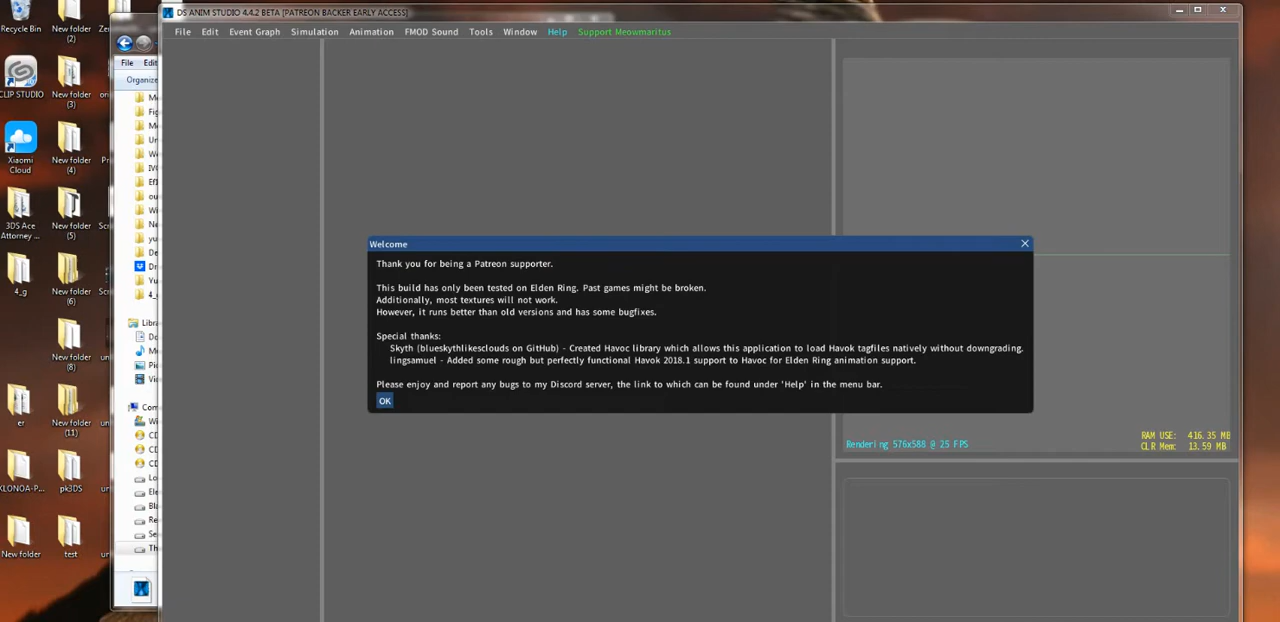 DS ANIM STUDIO 4.4.2 BETA [PATREON BACKER EARLY ACCESS]
File Edit Event Graph Simulation Animation FMOD Sound Tools Window Help Support Meowmaritus
Recycle Bin
New folder (2)
CLIP STUDIO
New folder (3)
Xiaomi Cloud
New folder (4)
3DS Ace Attorney ...
New folder (5)
4_g
New folder (6)
New folder (8)
er
New folder (11)
KLONOA-P...
pk3DS
New folder
test
File Edit
Organize
Welcome
Thank you for being a Patreon supporter.
This build has only been tested on Elden Ring. Past games might be broken.
Additionally, most textures will not work.
However, it runs better than old versions and has some bugfixes.
Special thanks:
Skyth (blueskythlikesclouds on GitHub) - Created Havoc library which allows this application to load Havok tagfiles natively without downgrading.
lingsamuel - Added some rough but perfectly functional Havok 2018.1 support to Havoc for Elden Ring animation support.
Please enjoy and report any bugs to my Discord server, the link to which can be found under 'Help' in the menu bar.
OK
Rendering 576x588 @ 25 FPS
RAM USE: 416.35 MB
CLR Mem: 13.59 MB